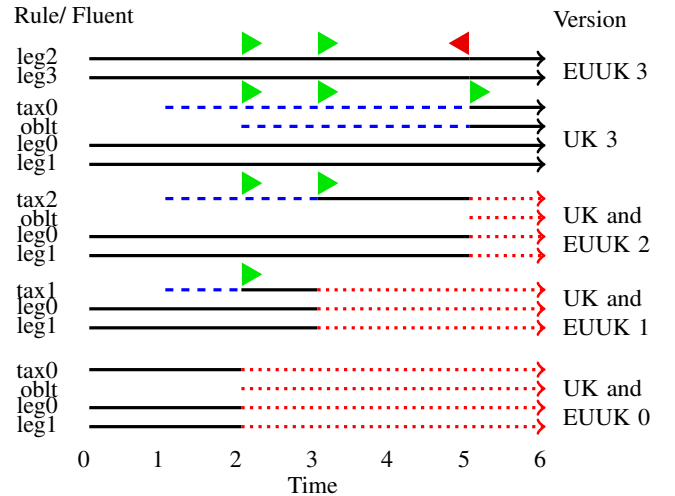 Rule/ Fluent
Version
leg2
leg3
EUUK 3
tax0
oblt
leg0
leg1
UK 3
tax2
oblt
leg0
leg1
UK and
EUUK 2
tax1
leg0
leg1
UK and
EUUK 1
tax0
oblt
leg0
leg1
UK and
EUUK 0
0 1 2 3 4 5 6
Time